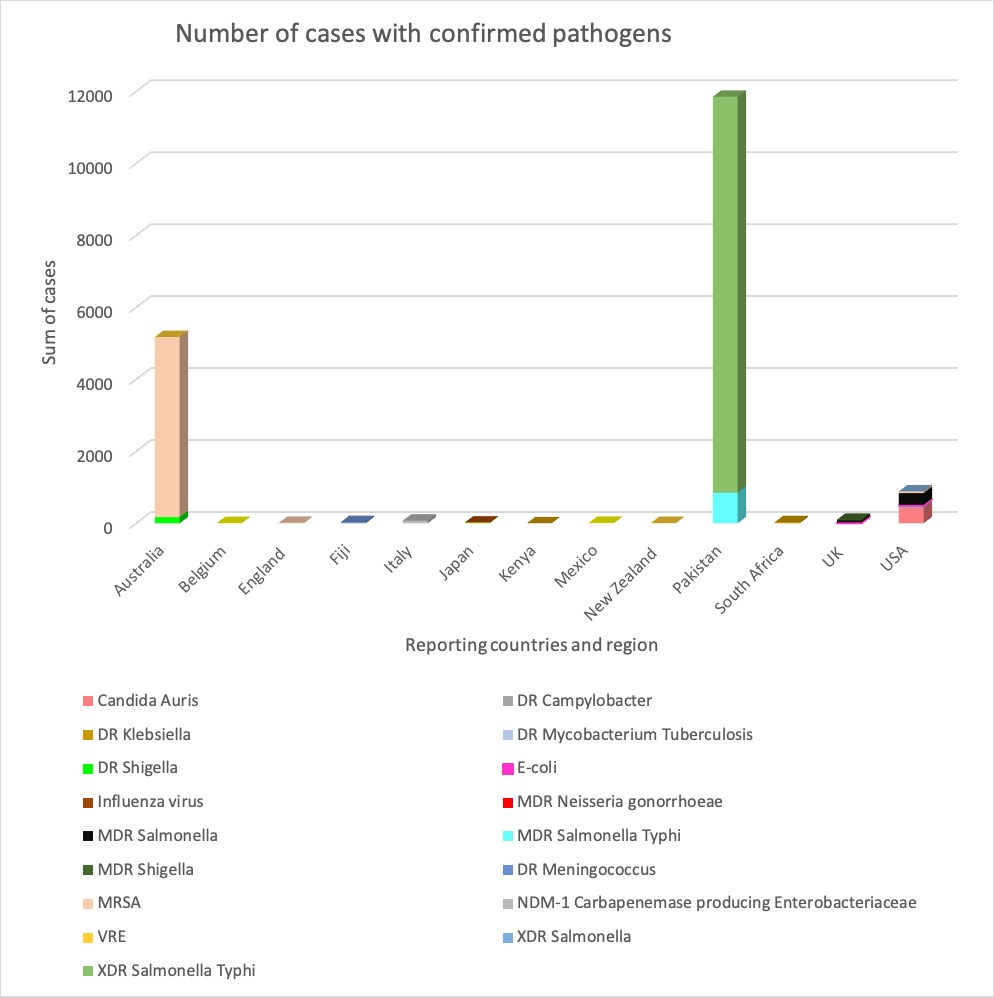 Number of cases with confirmed pathogens
12000
10000
8000
6000
4000
2000
0
Sum of cases
Australia
Belgium
England
Fiji
Italy
Japan
Kenya
Mexico
New Zealand
Pakistan
South Africa
UK
USA
Reporting countries and region
Candida Auris
DR Campylobacter
DR Klebsiella
DR Mycobacterium Tuberculosis
DR Shigella
E-coli
Influenza virus
MDR Neisseria gonorrhoeae
MDR Salmonella
MDR Salmonella Typhi
MDR Shigella
DR Meningococcus
MRSA
NDM-1 Carbapenemase producing Enterobacteriaceae
VRE
XDR Salmonella
XDR Salmonella Typhi